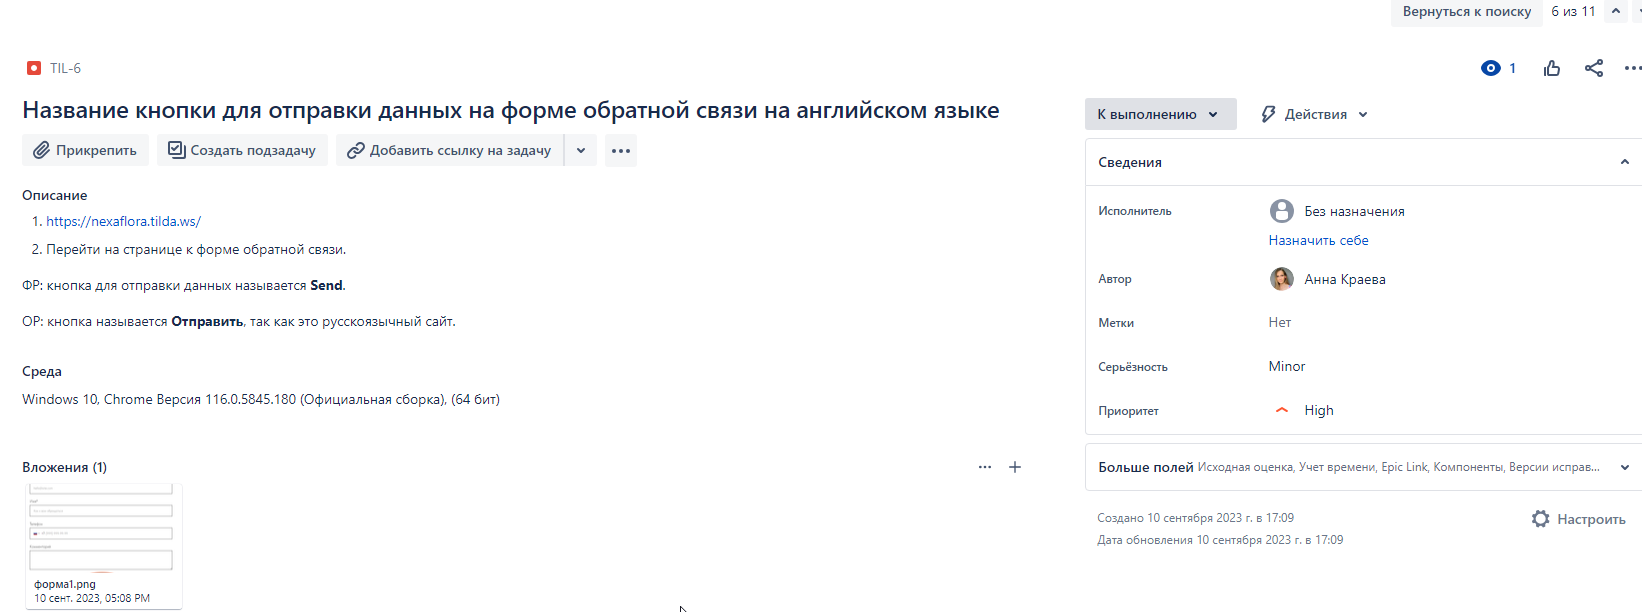 Вернуться к поиску 6 из 11
TIL-6
1
Название кнопки для отправки данных на форме обратной связи на английском языке
Прикрепить Создать подзадачу Добавить ссылку на задачу
Описание
1. https://nexaflora.tilda.ws/
2. Перейти на странице к форме обратной связи.
ФР: кнопка для отправки данных называется Send.
ОР: кнопка называется Отправить, так как это русскоязычный сайт.
Среда
Windows 10, Chrome Версия 116.0.5845.180 (Официальная сборка), (64 бит)
Вложения (1)
форма1.png
10 сент. 2023, 05:08 PM
К выполнению Действия
Сведения
Исполнитель Без назначения
Назначить себе
Автор Анна Краева
Метки Нет
Серьёзность Minor
Приоритет High
Больше полей Исходная оценка, Учет времени, Epic Link, Компоненты, Версии исправ...
Создано 10 сентября 2023 г. в 17:09
Дата обновления 10 сентября 2023 г. в 17:09
Настроить